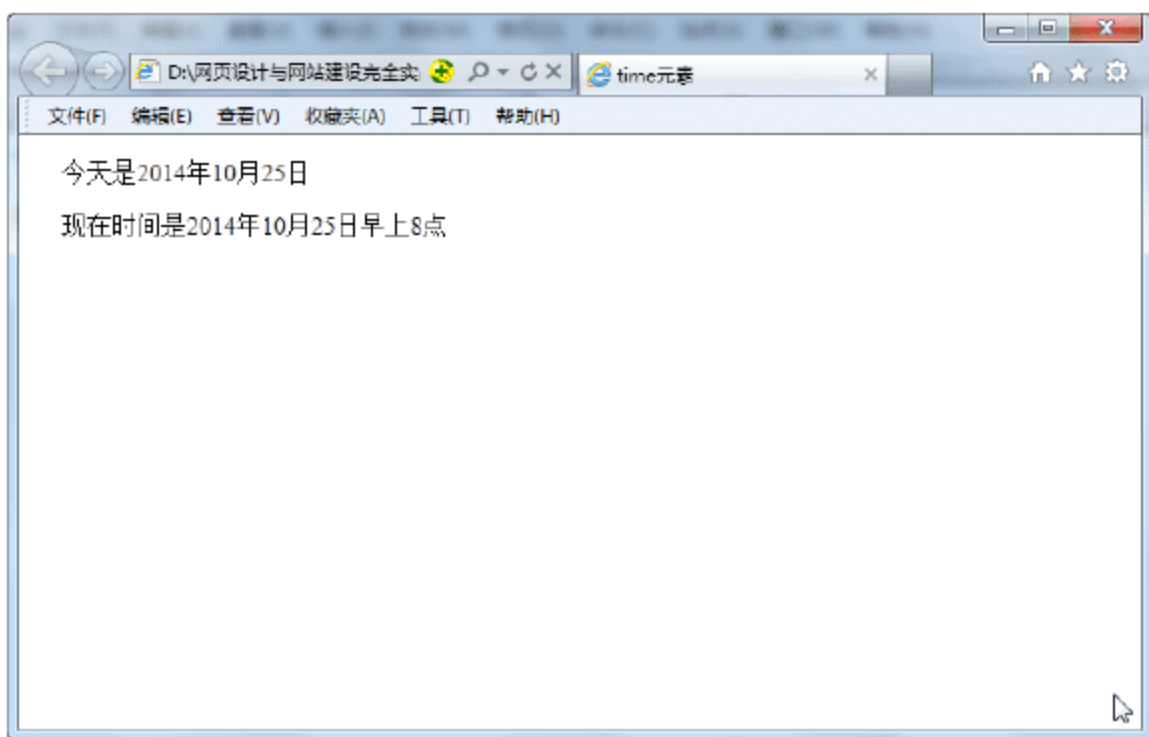 D:\网页设计与网站建设完全实
time元素
文件(F) 编辑(E) 查看(V) 收藏夹(A) 工具(T) 帮助(H)
今天是2014年10月25日
现在时间是2014年10月25日早上8点